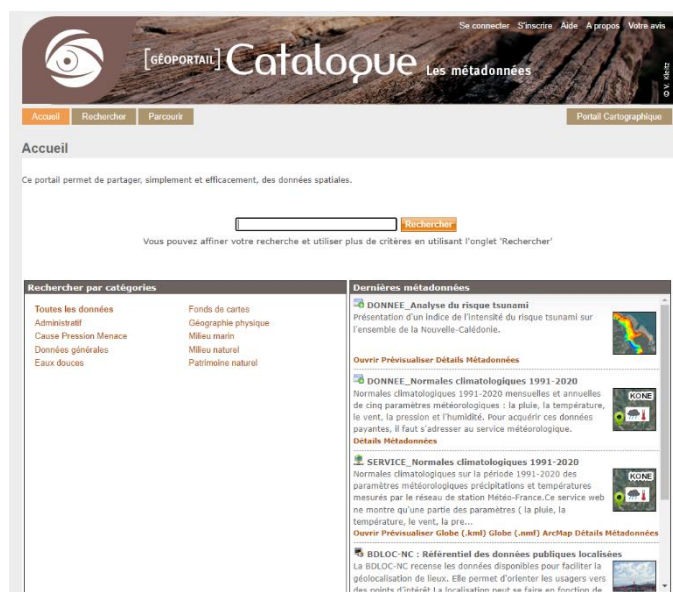 Se connecter S'inscrire Aide A propos Votre avis
[GÉOPORTAIL] Catalogue Les métadonnées
© V. Kleitz
Accueil Rechercher Parcourir Portail Cartographique
Accueil
Ce portail permet de partager, simplement et efficacement, des données spatiales.
Rechercher
Vous pouvez affiner votre recherche et utiliser plus de critères en utilisant l'onglet 'Rechercher'
Rechercher par catégories
Toutes les données
Administratif
Cause Pression Menace
Données générales
Eaux douces
Fonds de cartes
Géographie physique
Milieu marin
Milieu naturel
Patrimoine naturel
Dernières métadonnées
DONNEE_Analyse du risque tsunami
Présentation d'un indice de l'intensité du risque tsunami sur
l'ensemble de la Nouvelle-Calédonie.
Ouvrir Prévisualiser Détails Métadonnées
DONNEE_Normales climatologiques 1991-2020
Normales climatologiques 1991-2020 mensuelles et annuelles
de cinq paramètres météorologiques : la pluie, la température,
le vent, la pression et l'humidité. Pour acquérir ces données
payantes, il faut s'adresser au service météorologique.
KONE
Détails Métadonnées
SERVICE_Normales climatologiques 1991-2020
Normales climatologiques sur la période 1991-2020 des
paramètres météorologiques précipitations et températures
mesurés par le réseau de station Météo-France.Ce service web
ne montre qu'une partie des paramètres ( la pluie, la
température, le vent, la pre...
KONE
Ouvrir Prévisualiser Globe (.kml) Globe (.nmf) ArcMap Détails Métadonnées
BDLOC-NC : Référentiel des données publiques localisées
La BDLOC-NC recense les données disponibles pour faciliter la
géolocalisation de lieux. Elle permet d'orienter les usagers vers
des points d'intérêt La localisation peut se faire en fonction de